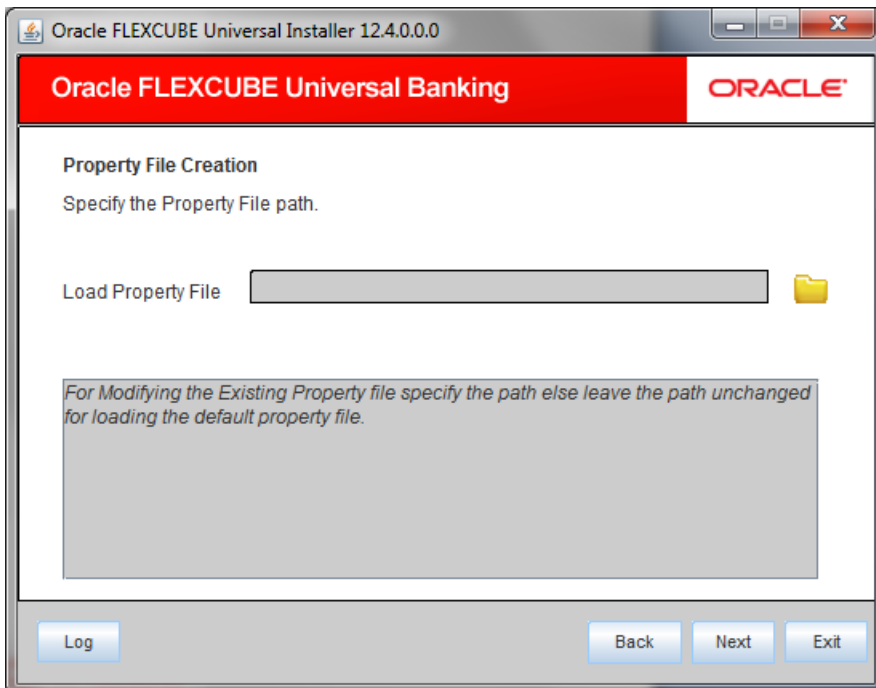 Oracle FLEXCUBE Universal Installer 12.4.0.0.0
Oracle FLEXCUBE Universal Banking
ORACLE
Property File Creation
Specify the Property File path.
Load Property File
For Modifying the Existing Property file specify the path else leave the path unchanged
for loading the default property file.
Log
Back
Next
Exit